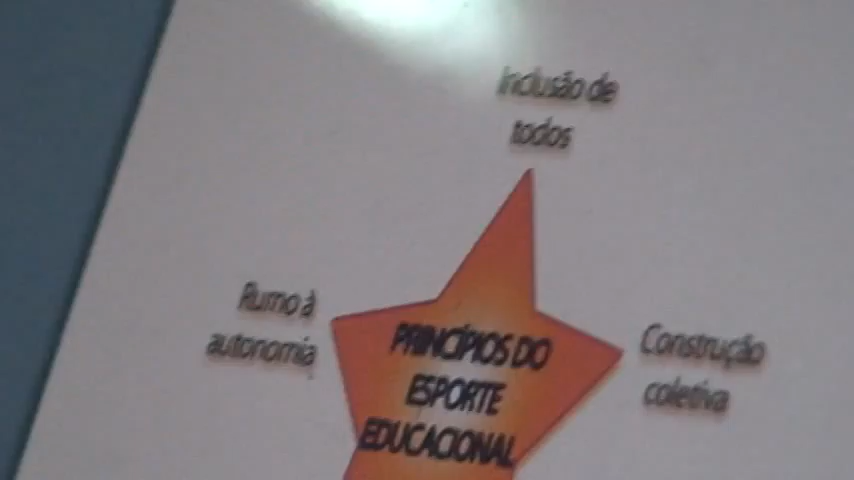 Inclusão de
todos
Rumo à
autonomia
PRINCÍPIOS DO
ESPORTE
EDUCACIONAL
Construção
coletiva